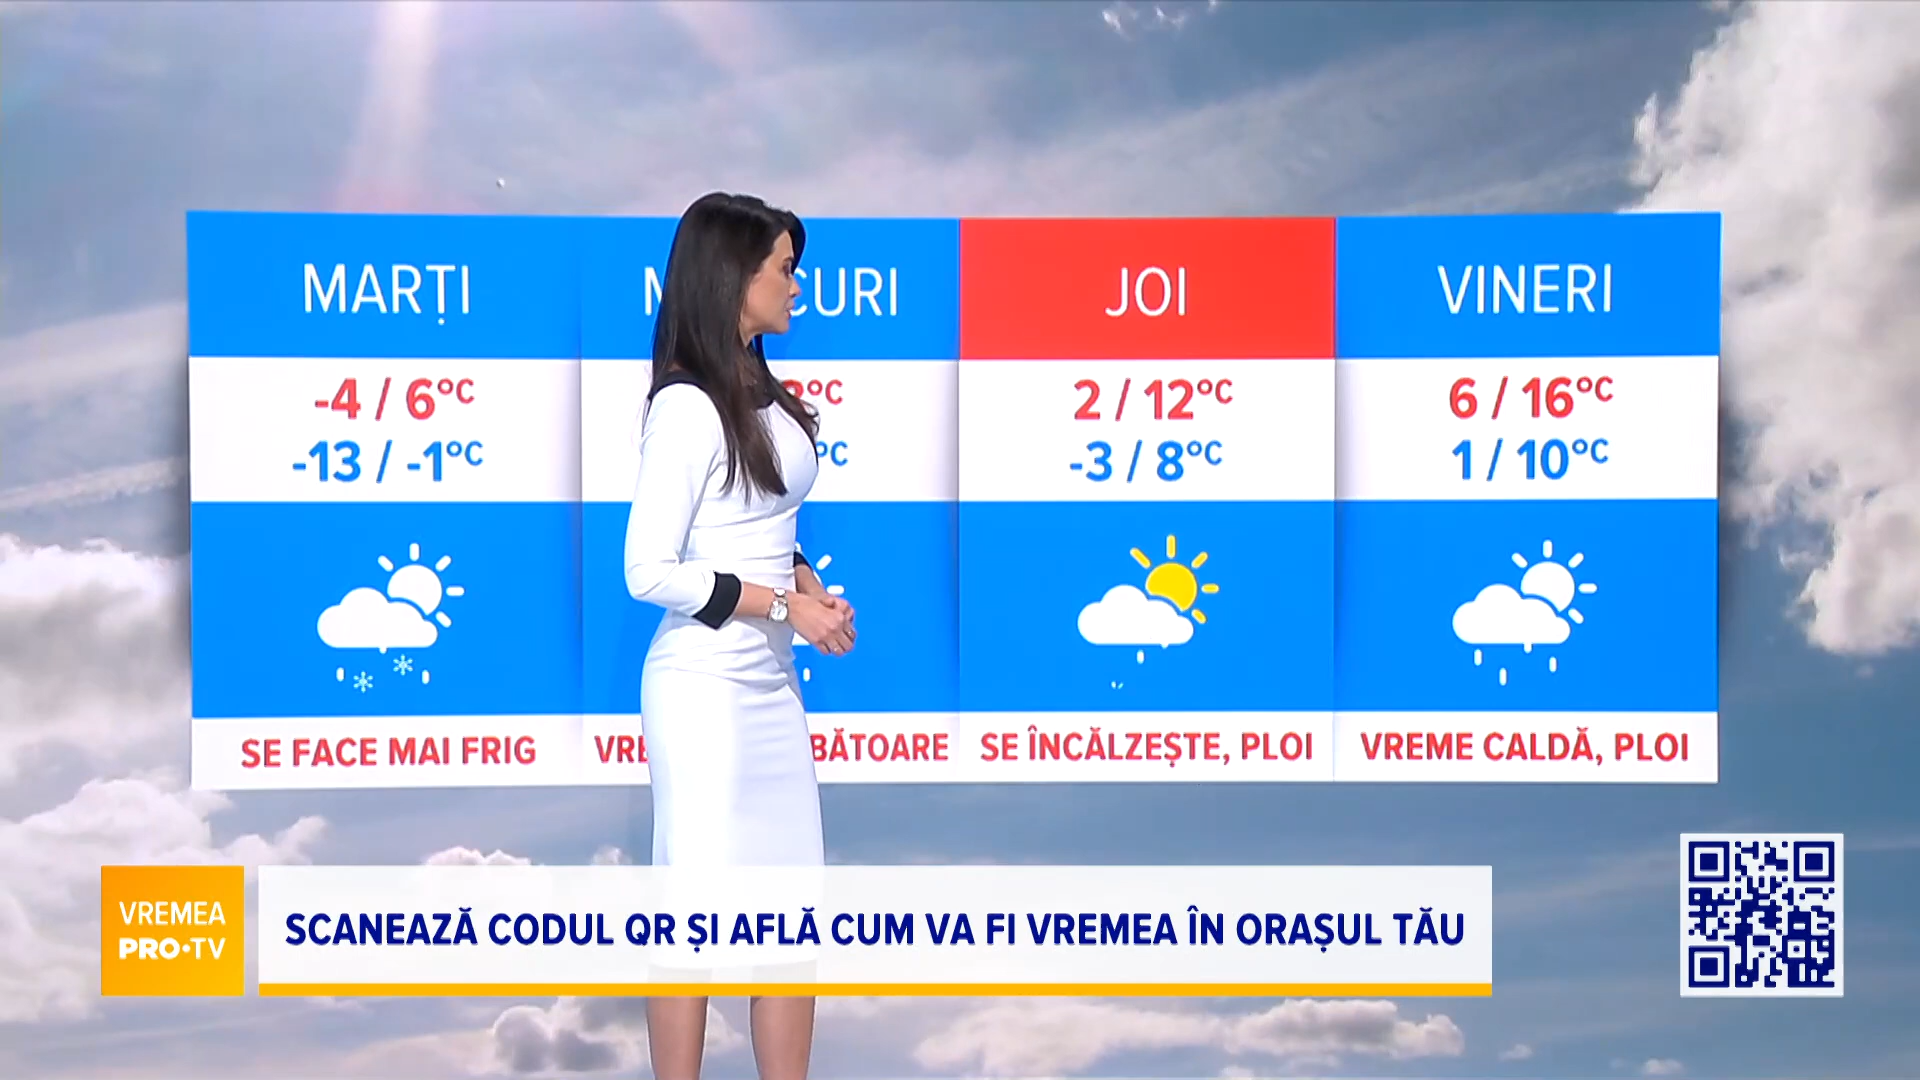 MARȚI
JOI
VINERI
-4 / 6°C
2 / 12°C
6 / 16°C
-13 / -1°C
-3 / 8°C
1 / 10°C
SE FACE MAI FRIG
SE ÎNCĂLZEȘTE, PLOI
VREME CALDĂ, PLOI
VREMEA
PRO•TV
SCANEAZĂ CODUL QR ȘI AFLĂ CUM VA FI VREMEA ÎN ORAȘUL TĂU